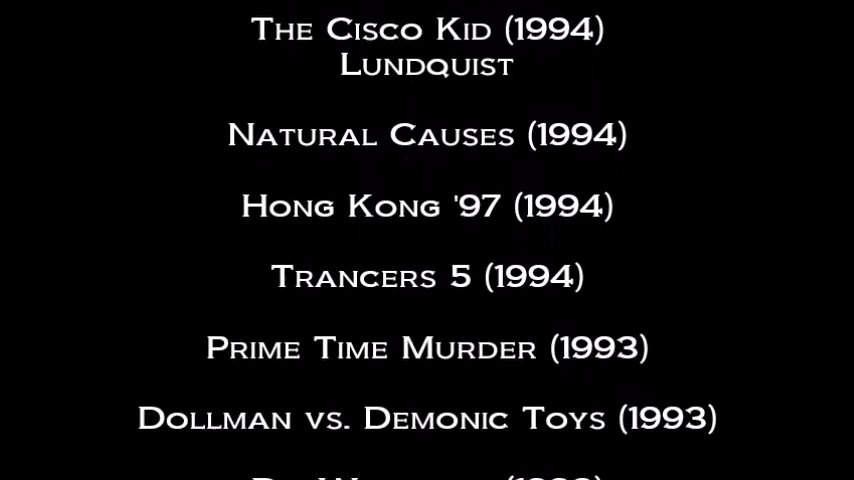 The Cisco Kid (1994)
Lundquist
Natural Causes (1994)
Hong Kong '97 (1994)
Trancers 5 (1994)
Prime Time Murder (1993)
Dollman vs. Demonic Toys (1993)